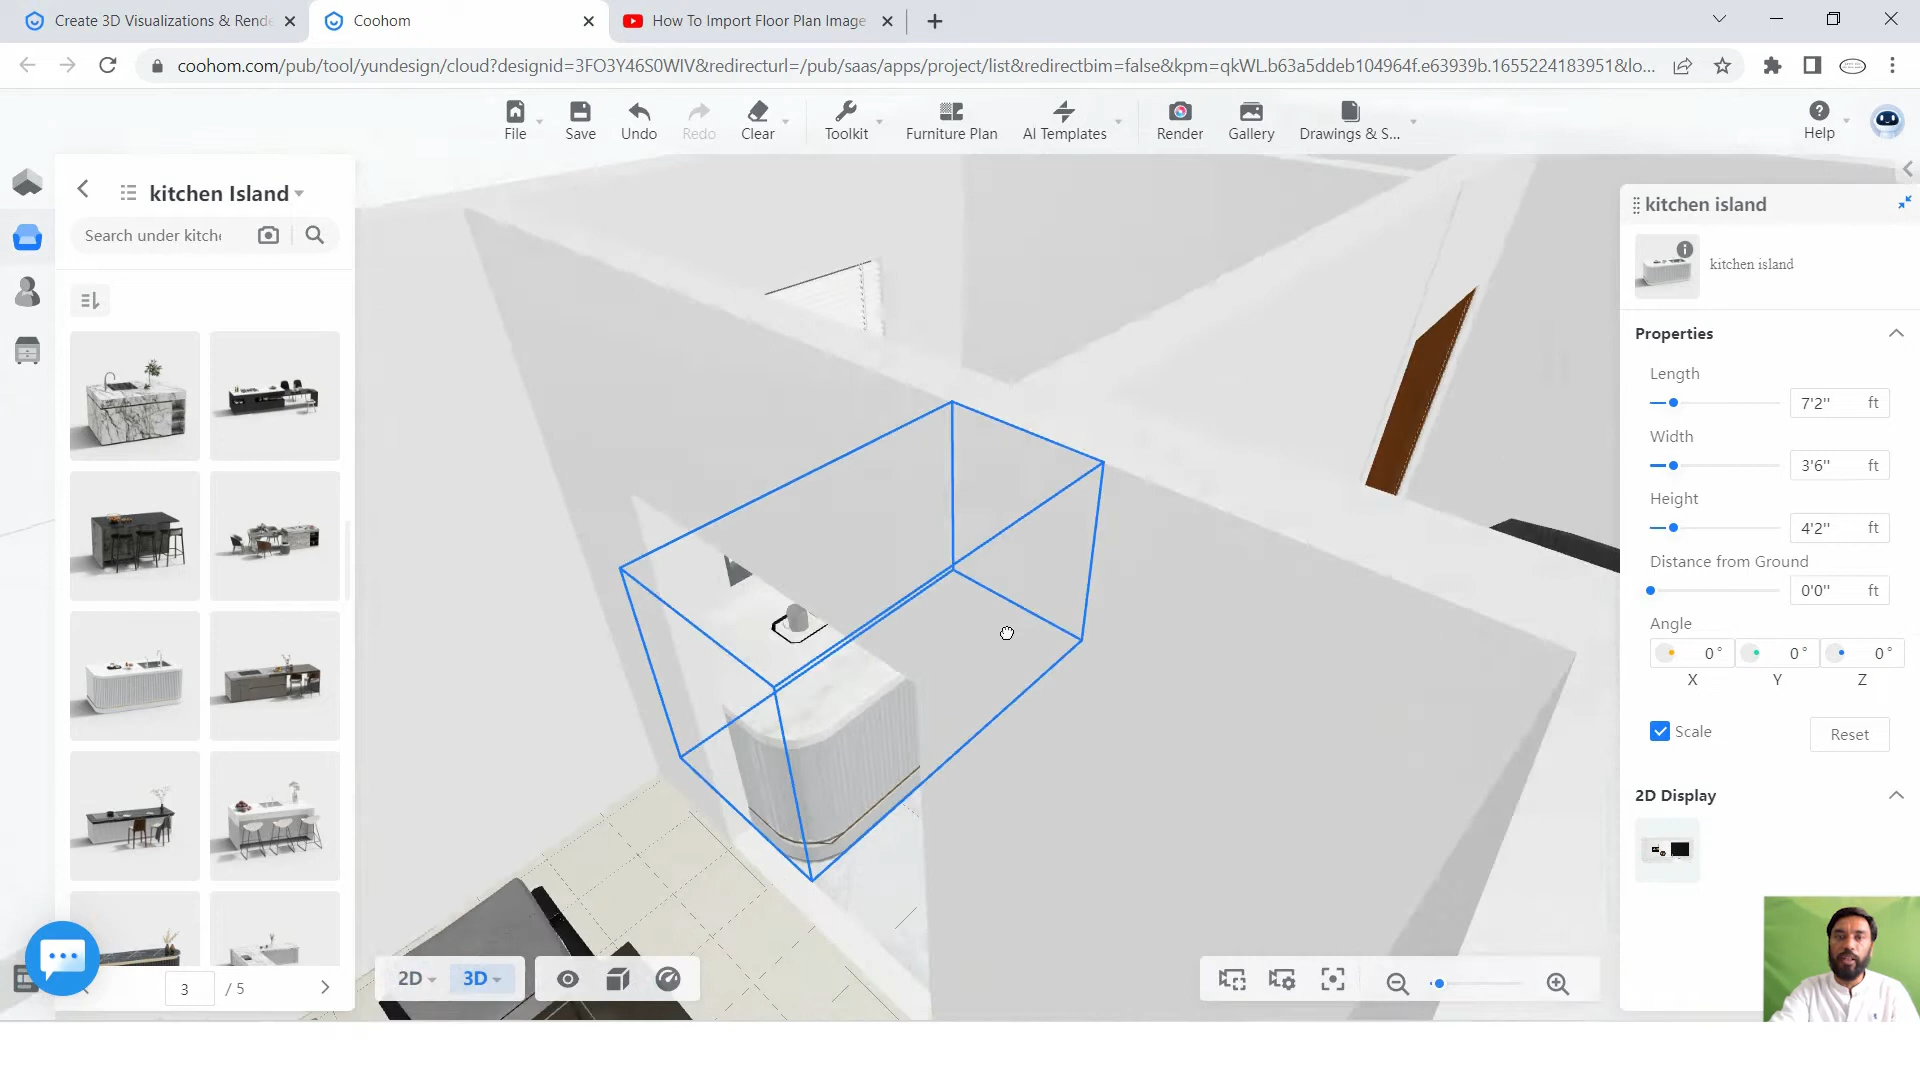 Create 3D Visualizations & Rende
Coohom
How To Import Floor Plan Image
coohom.com/pub/tool/yundesign/cloud?designid=3FO3Y46S0WIV&redirecturl=/pub/saas/apps/project/list&redirectbim=false&kpm=qkWL.b63a5ddeb104964f.e63939b.1655224183951&lo...
File
Save
Undo
Redo
Clear
Toolkit
Furniture Plan
AI Templates
Render
Gallery
Drawings & S...
Help
kitchen Island
Search under kitche
3 / 5
2D
3D
kitchen island
kitchen island
Properties
Length
7'2" ft
Width
3'6" ft
Height
4'2" ft
Distance from Ground
0'0" ft
Angle
0° 0° 0°
X Y Z
Scale
Reset
2D Display